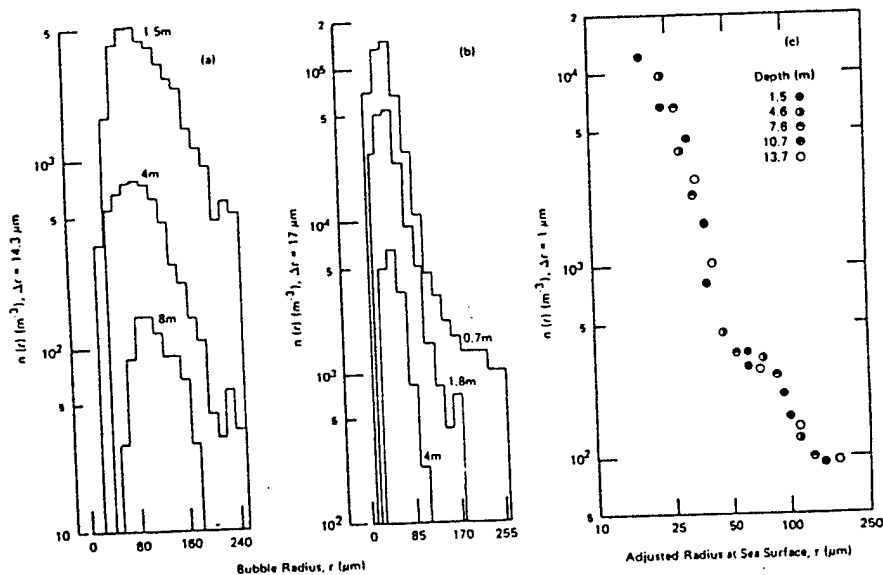 (a)
n (r) (m⁻³), Δr = 14.3 μm
5
10³
5
10²
5
10
1.5m
4m
8m
0
80
160
240
(b)
n (r) (m⁻³), Δr = 17 μm
2
10⁵
5
10⁴
5
10³
5
10²
0.7m
1.8m
4m
0
85
170
255
Bubble Radius, r (μm)
(c)
n (r) (m⁻³), Δr = 1 μm
2
10⁴
5
10³
5
10²
5
Depth (m)
1.5
4.6
7.6
10.7
13.7
10
25
50
100
250
Adjusted Radius at Sea Surface, r (μm)